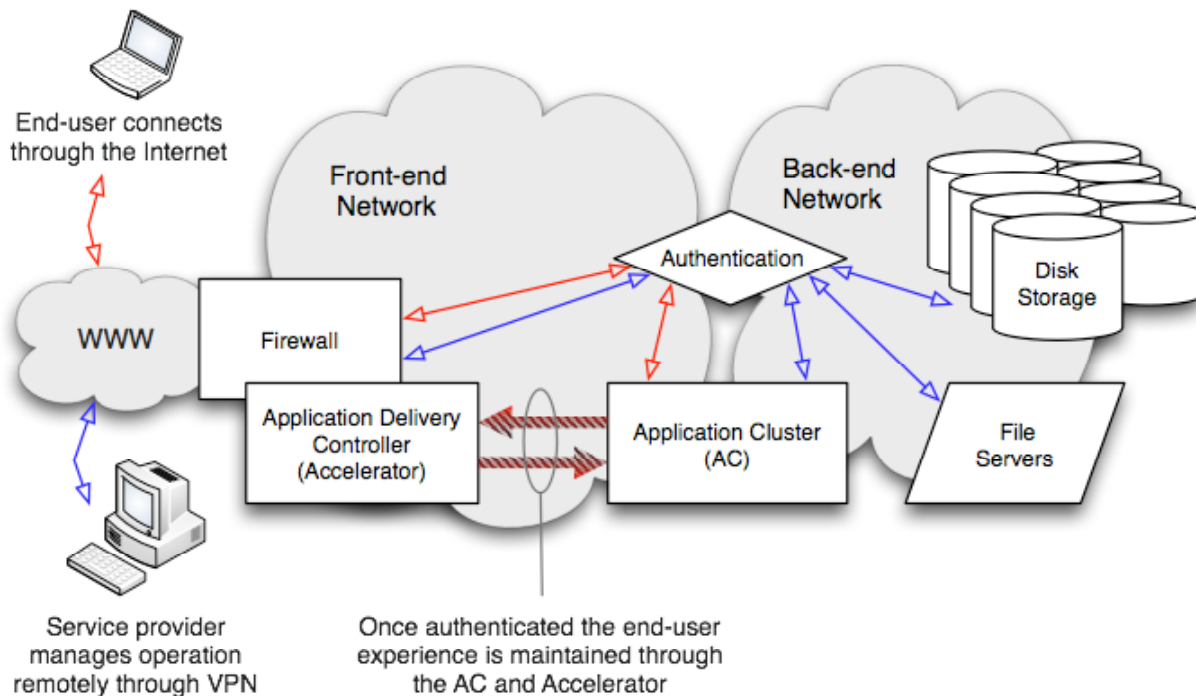 End-user connects
through the Internet
Front-end
Network
Back-end
Network
Authentication
Disk
Storage
WWW
Firewall
Application Delivery
Controller
(Accelerator)
Application Cluster
(AC)
File
Servers
Service provider
manages operation
remotely through VPN
Once authenticated the end-user
experience is maintained through
the AC and Accelerator